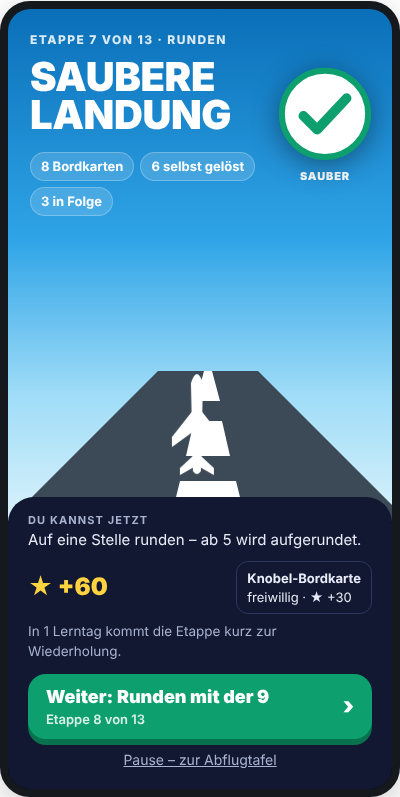 ETAPPE 7 VON 13 · RUNDEN
SAUBERE
LANDUNG
SAUBER
8 Bordkarten
6 selbst gelöst
3 in Folge
DU KANNST JETZT
Auf eine Stelle runden – ab 5 wird aufgerundet.
★ +60
Knobel-Bordkarte
freiwillig · ★ +30
In 1 Lerntag kommt die Etappe kurz zur
Wiederholung.
Weiter: Runden mit der 9
Etappe 8 von 13
›
Pause – zur Abflugtafel